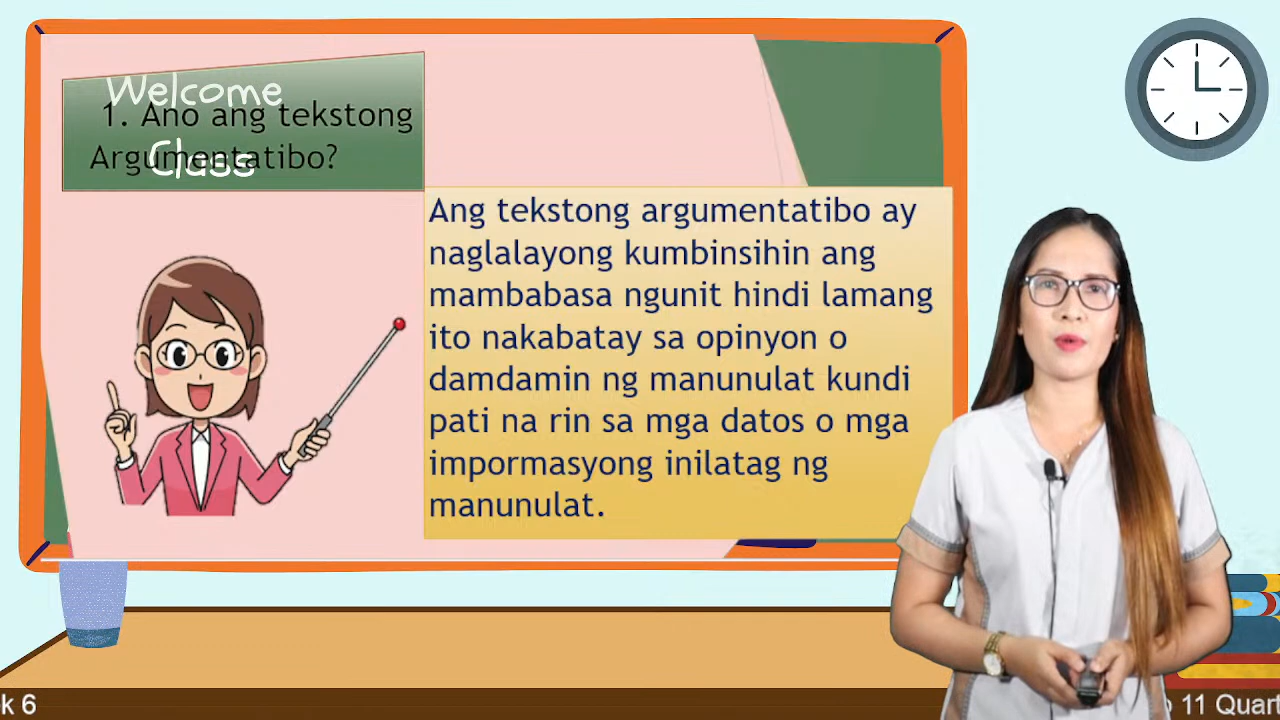 Welcome
1. Ano ang tekstong
Argumentatibo?
Class
Ang tekstong argumentatibo ay
naglalayong kumbinsihin ang
mambabasa ngunit hindi lamang
ito nakabatay sa opinyon o
damdamin ng manunulat kundi
pati na rin sa mga datos o mga
impormasyong inilatag ng
manunulat.
k 6
11 Quart